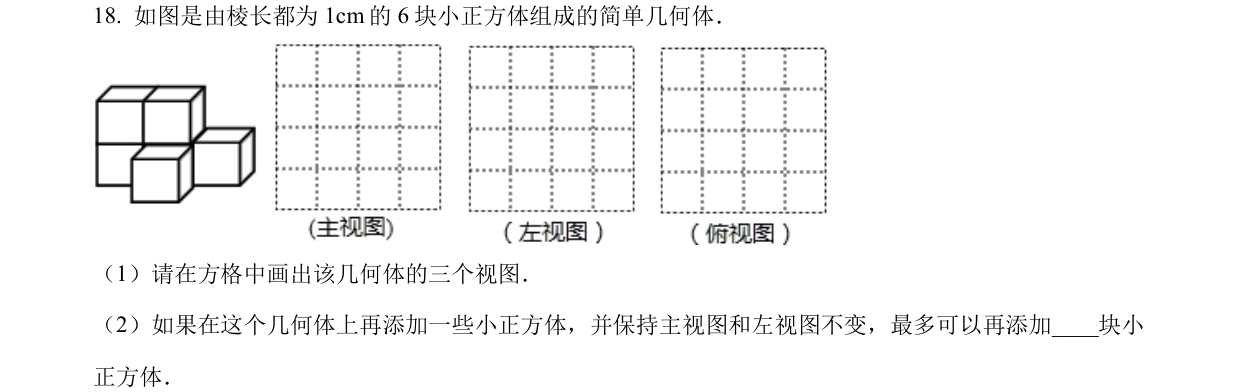 18. 如图是由棱长都为 1cm 的 6 块小正方体组成的简单几何体．
(主视图)
（左视图）
（俯视图）
（1）请在方格中画出该几何体的三个视图．
（2）如果在这个几何体上再添加一些小正方体，并保持主视图和左视图不变，最多可以再添加____块小
正方体．